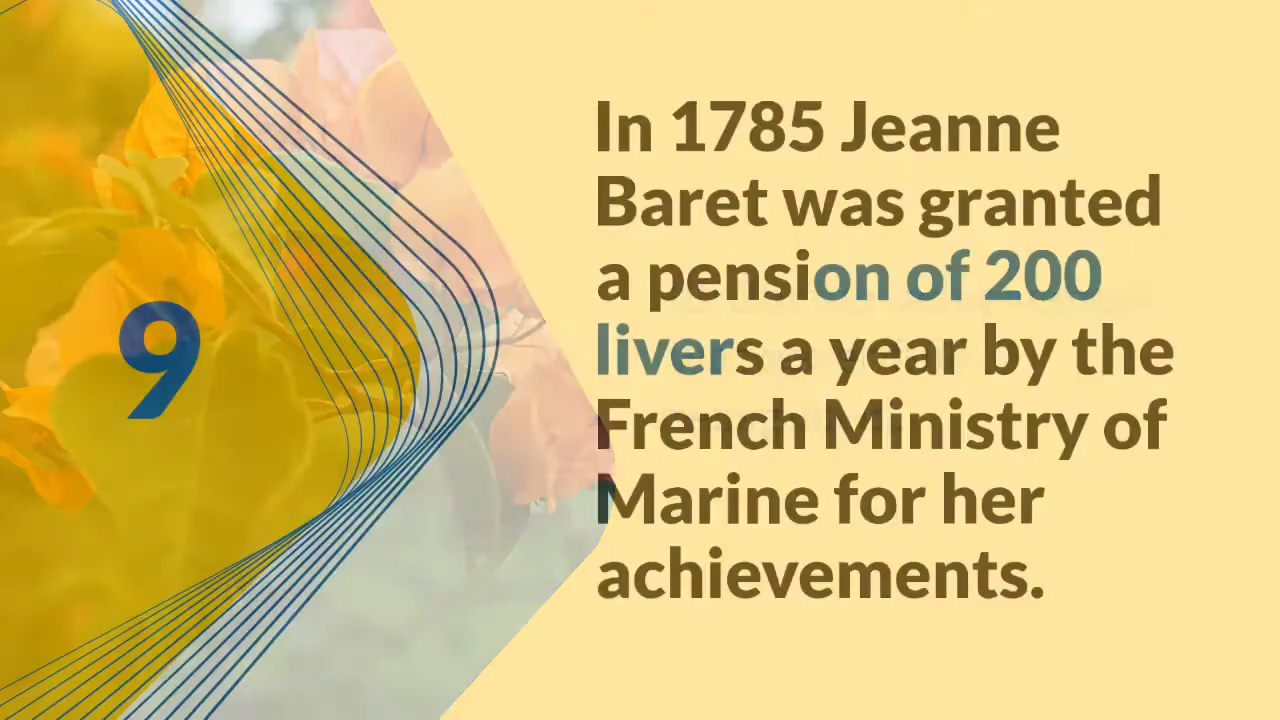 9
In 1785 Jeanne
Baret was granted
a pension of 200
livers a year by the
French Ministry of
Marine for her
achievements.